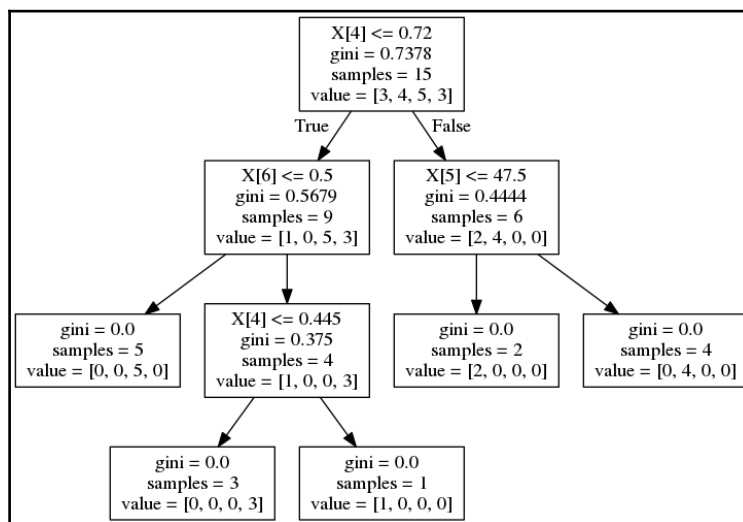 X[4] <= 0.72
gini = 0.7378
samples = 15
value = [3, 4, 5, 3]
True
False
X[6] <= 0.5
gini = 0.5679
samples = 9
value = [1, 0, 5, 3]
X[5] <= 47.5
gini = 0.4444
samples = 6
value = [2, 4, 0, 0]
gini = 0.0
samples = 5
value = [0, 0, 5, 0]
X[4] <= 0.445
gini = 0.375
samples = 4
value = [1, 0, 0, 3]
gini = 0.0
samples = 2
value = [2, 0, 0, 0]
gini = 0.0
samples = 4
value = [0, 4, 0, 0]
gini = 0.0
samples = 3
value = [0, 0, 0, 3]
gini = 0.0
samples = 1
value = [1, 0, 0, 0]